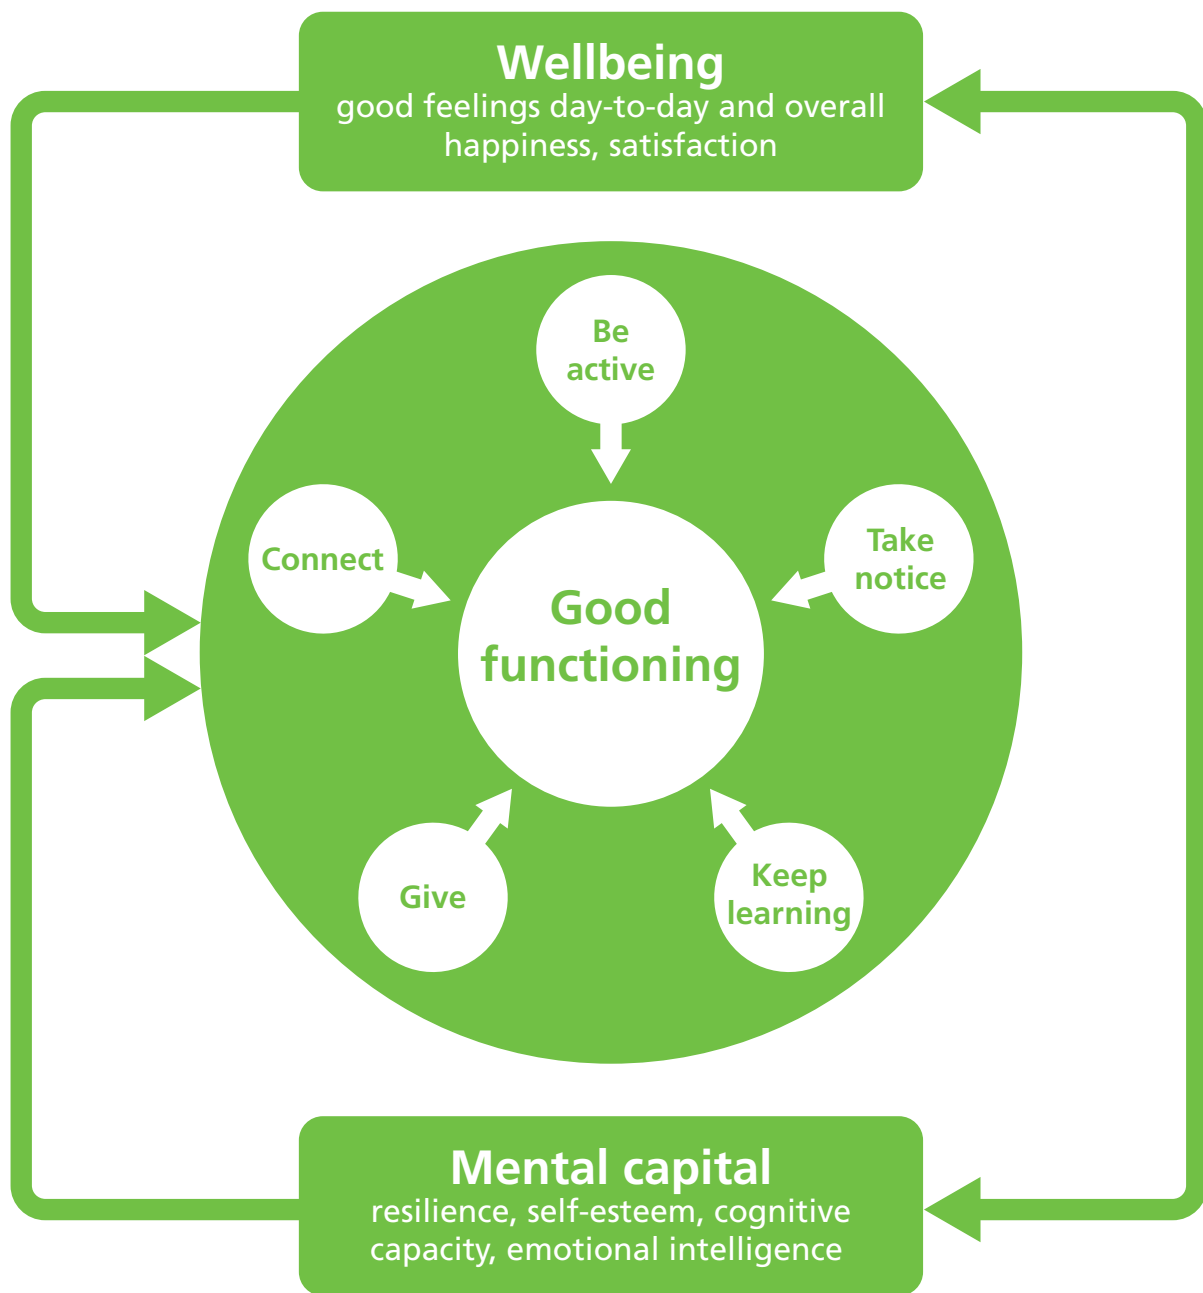 Wellbeing
good feelings day-to-day and overall
happiness, satisfaction
Be
active
Connect
Take
notice
Good
functioning
Give
Keep
learning
Mental capital
resilience, self-esteem, cognitive
capacity, emotional intelligence